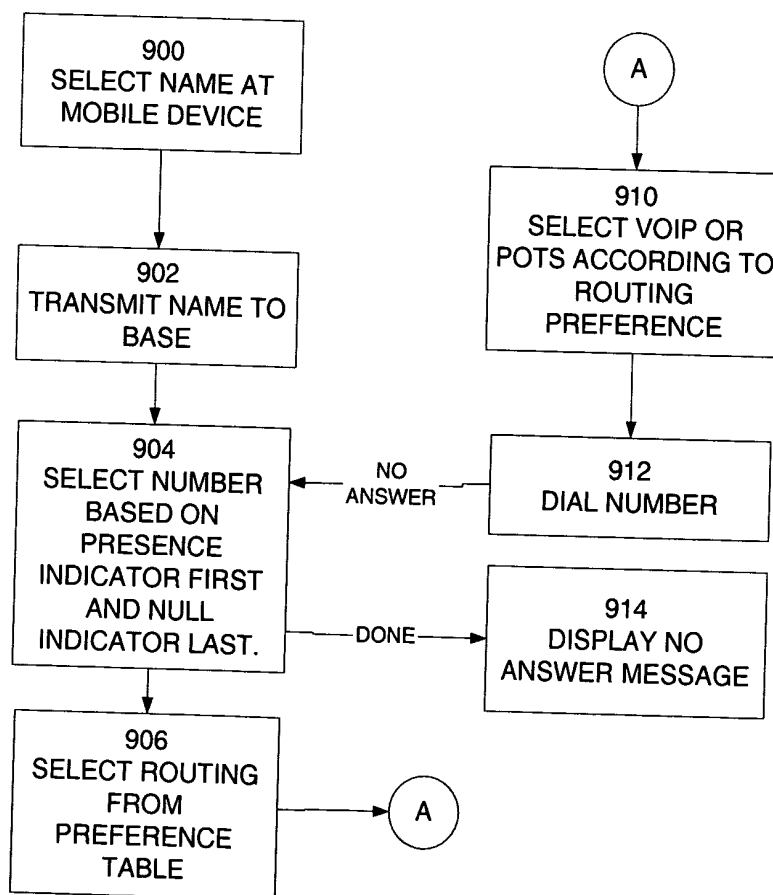 900
SELECT NAME AT
MOBILE DEVICE
902
TRANSMIT NAME TO
BASE
904
SELECT NUMBER
BASED ON
PRESENCE
INDICATOR FIRST
AND NULL
INDICATOR LAST.
906
SELECT ROUTING
FROM
PREFERENCE
TABLE
A
A
910
SELECT VOIP OR
POTS ACCORDING TO
ROUTING
PREFERENCE
912
DIAL NUMBER
NO
ANSWER
DONE
914
DISPLAY NO
ANSWER MESSAGE